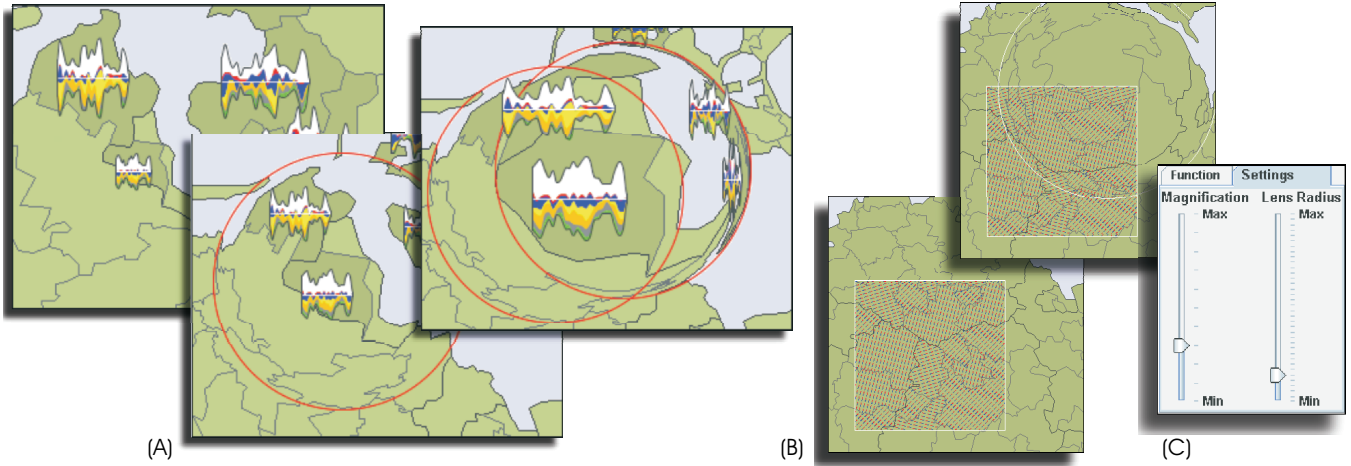 Function Settings
Magnification Lens Radius
Max Max
Min Min
(A) (B) (C)